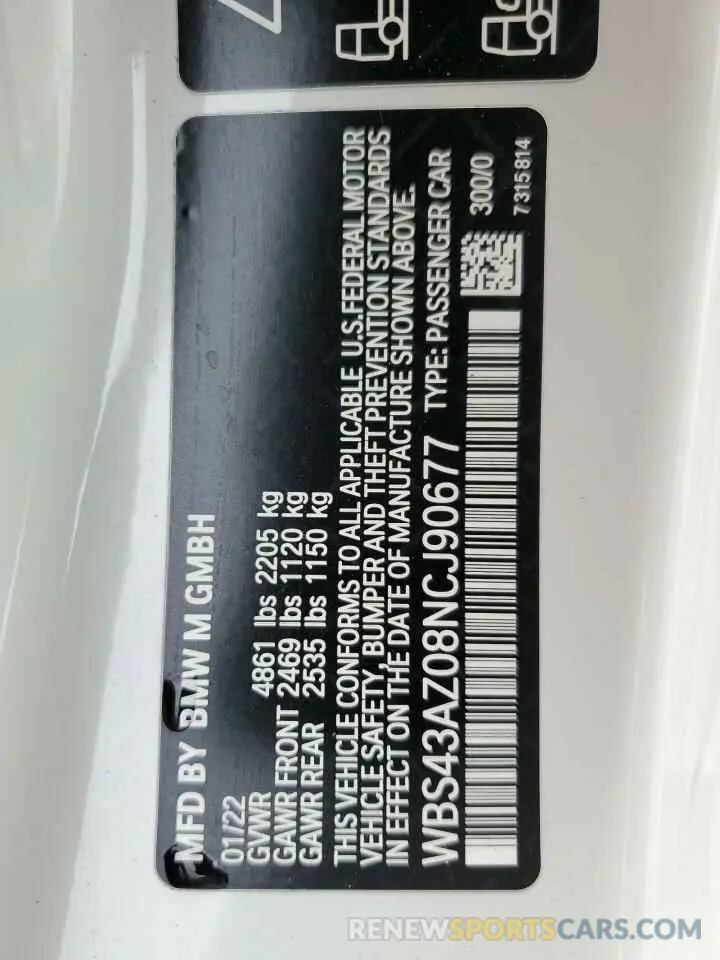 MFD BY BMW M GMBH
01/22
GVWR 4861 lbs 2205 kg
GAWR FRONT 2469 lbs 1120 kg
GAWR REAR 2535 lbs 1150 kg
THIS VEHICLE CONFORMS TO ALL APPLICABLE U.S.FEDERAL MOTOR
VEHICLE SAFETY, BUMPER AND THEFT PREVENTION STANDARDS
IN EFFECT ON THE DATE OF MANUFACTURE SHOWN ABOVE.
WBS43AZ08NCJ90677 TYPE: PASSENGER CAR
300/0
7315814
RENEWSPORTSCARS.COM